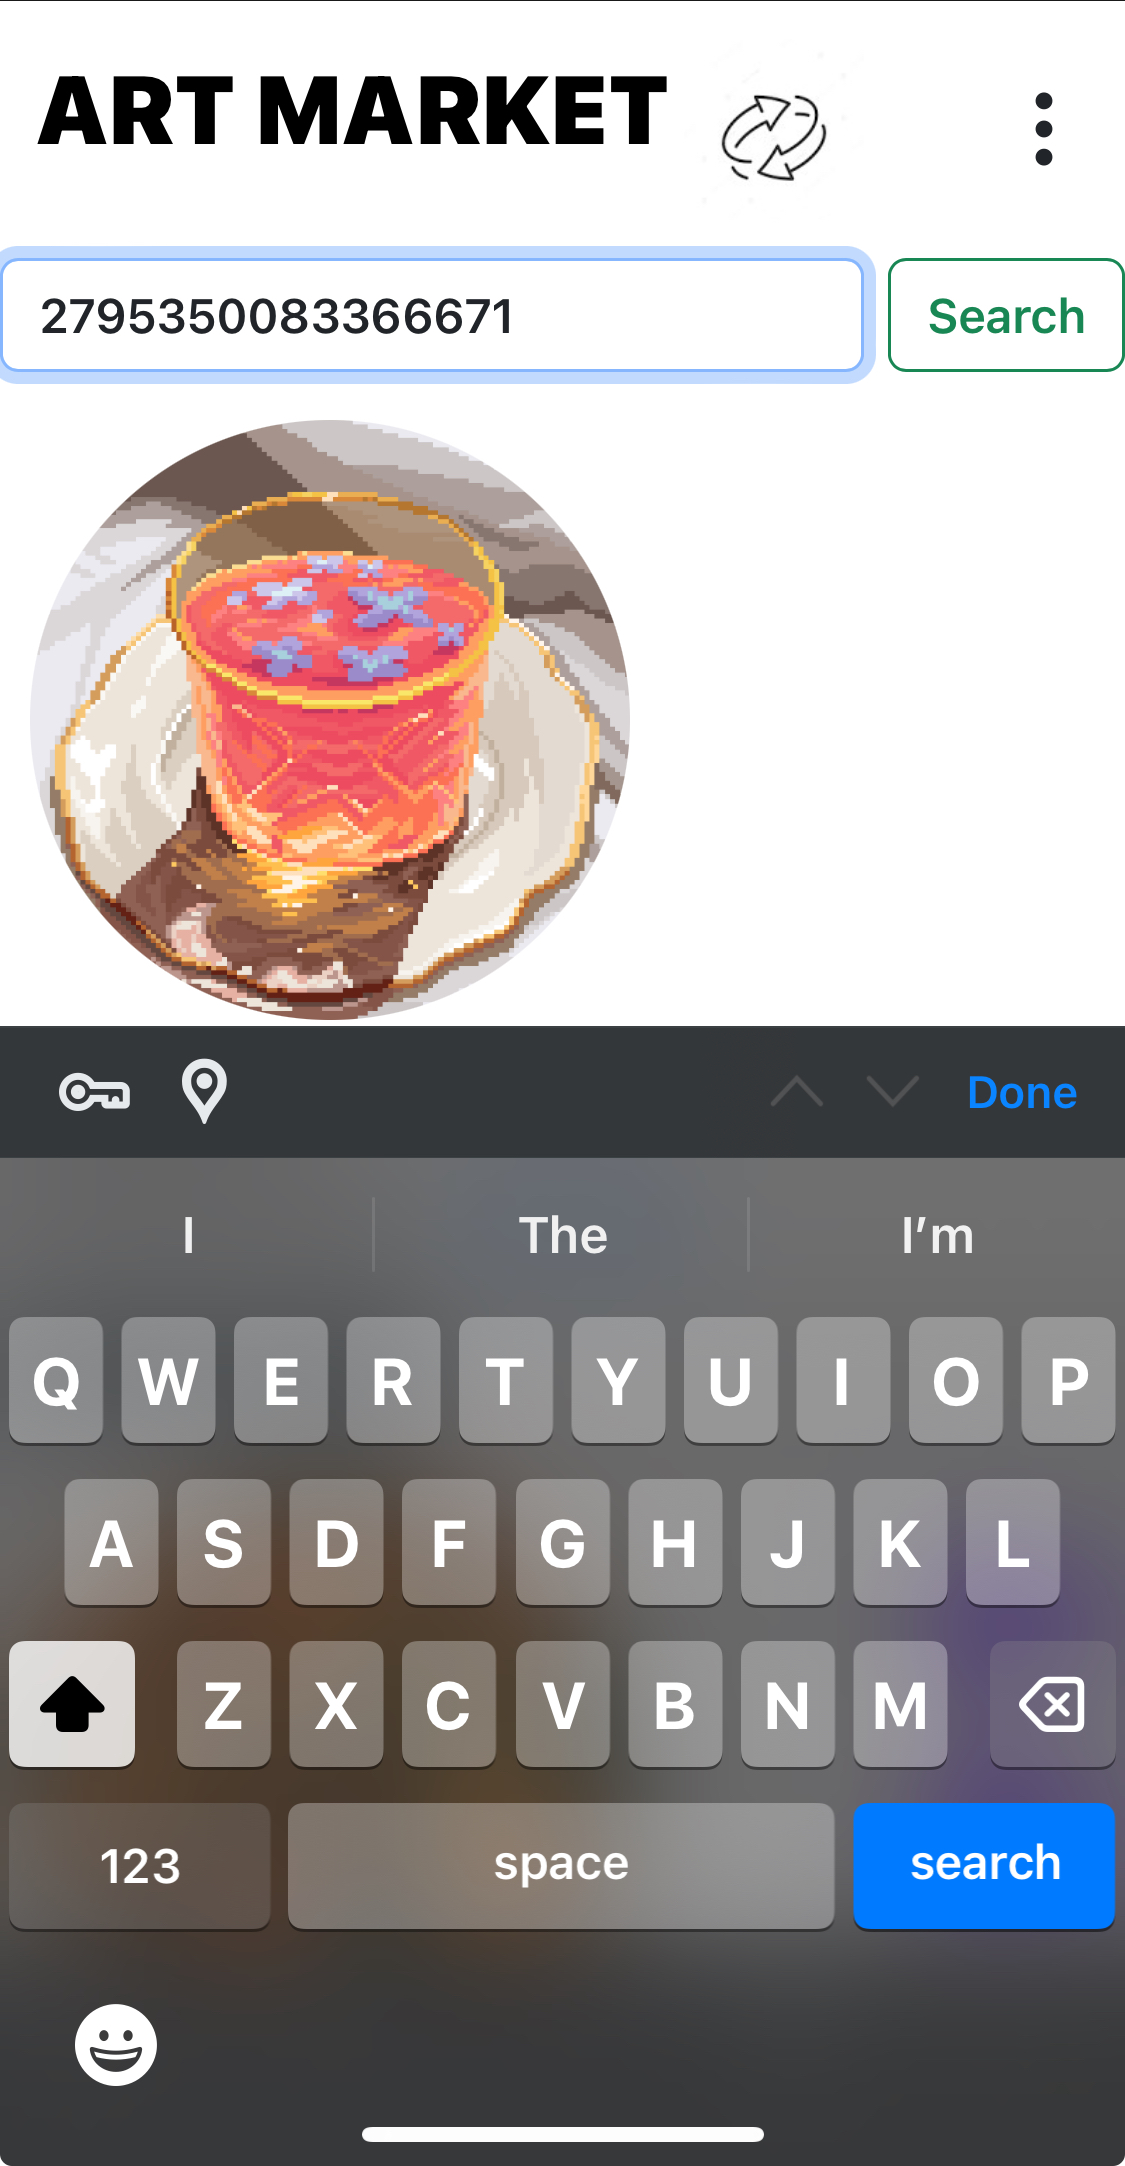 ART MARKET
2795350083366671 Search
Done
I The I’m
Q W E R T Y U I O P
A S D F G H J K L
Z X C V B N M
123 space search